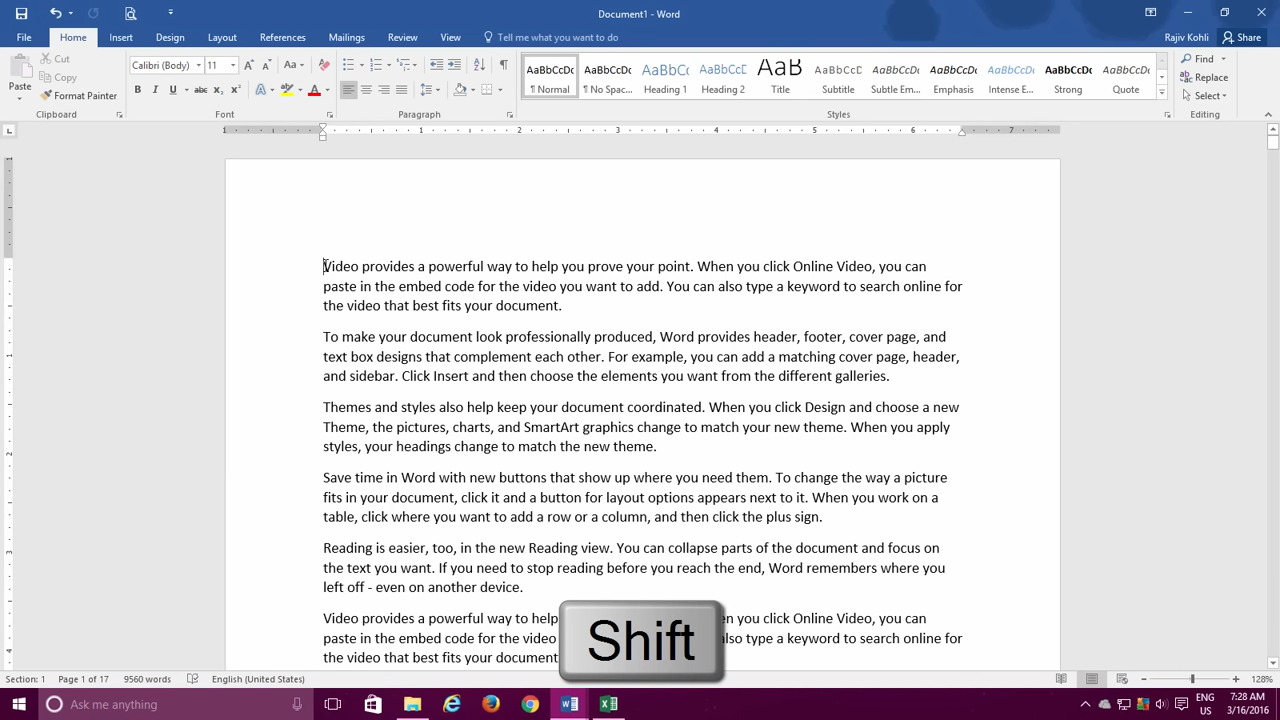 Document1 - Word
File Home Insert Design Layout References Mailings Review View Tell me what you want to do Rajiv Kohli Share
Paste Cut Copy Format Painter
Calibri (Body) 11
AaBbCcDc AaBbCcDc AaBbCc AaBbCcD AaB AaBbCcD AaBbCcDc AaBbCcDc AaBbCcDc AaBbCcDc AaBbCcDc
¶ Normal ¶ No Spac... Heading 1 Heading 2 Title Subtitle Subtle Em... Emphasis Intense E... Strong Quote
Find Replace Select
Clipboard Font Paragraph Styles Editing
1 1 2 3 4 5 6 7
Video provides a powerful way to help you prove your point. When you click Online Video, you can
paste in the embed code for the video you want to add. You can also type a keyword to search online for
the video that best fits your document.
To make your document look professionally produced, Word provides header, footer, cover page, and
text box designs that complement each other. For example, you can add a matching cover page, header,
and sidebar. Click Insert and then choose the elements you want from the different galleries.
Themes and styles also help keep your document coordinated. When you click Design and choose a new
Theme, the pictures, charts, and SmartArt graphics change to match your new theme. When you apply
styles, your headings change to match the new theme.
Save time in Word with new buttons that show up where you need them. To change the way a picture
fits in your document, click it and a button for layout options appears next to it. When you work on a
table, click where you want to add a row or a column, and then click the plus sign.
Reading is easier, too, in the new Reading view. You can collapse parts of the document and focus on
the text you want. If you need to stop reading before you reach the end, Word remembers where you
left off - even on another device.
Video provides a powerful way to help en you click Online Video, you can
paste in the embed code for the video also type a keyword to search online for
the video that best fits your document
Shift
Section: 1 Page 1 of 17 9560 words English (United States) 128%
Ask me anything ENG US 7:28 AM 3/16/2016